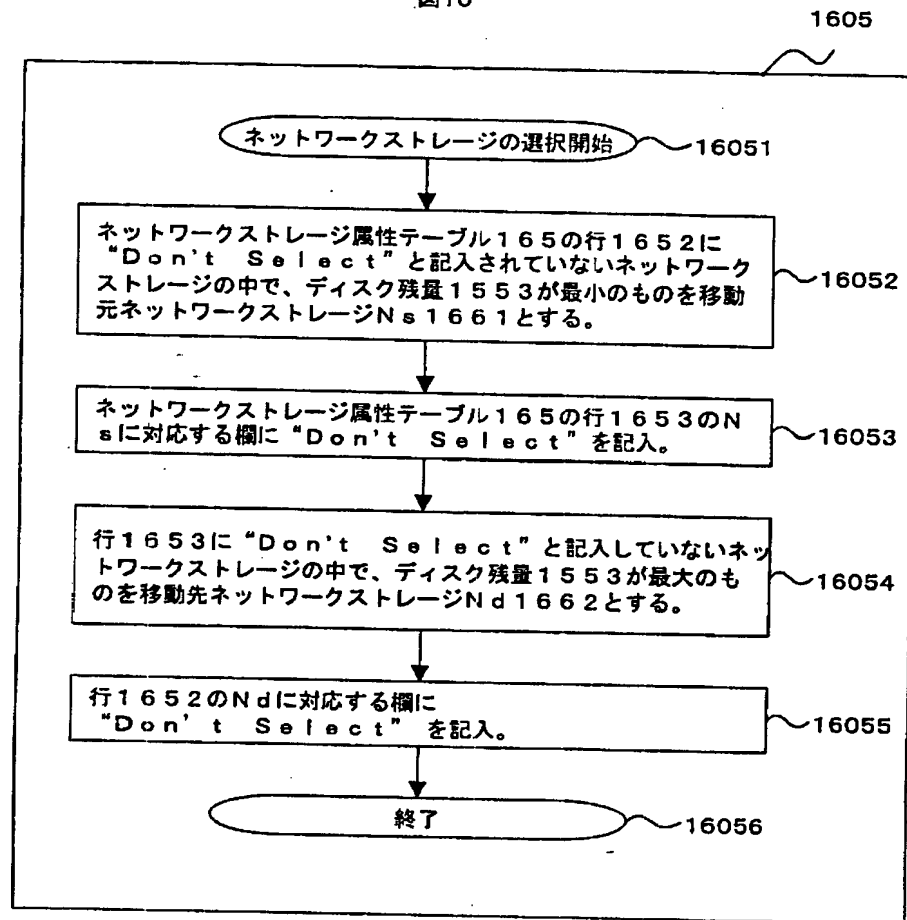 1605
ネットワークストレージの選択開始
16051
ネットワークストレージ属性テーブル165の行1652に
“Don't Select”と記入されていないネットワーク
ストレージの中で、ディスク残量1553が最小のものを移動
元ネットワークストレージNs1661とする。
16052
ネットワークストレージ属性テーブル165の行1653のN
sに対応する欄に“Don't Select”を記入。
16053
行1653に“Don't Select”と記入していないネッ
トワークストレージの中で、ディスク残量1553が最大のも
のを移動先ネットワークストレージNd1662とする。
16054
行1652のNdに対応する欄に
“Don't Select”を記入。
16055
終了
16056